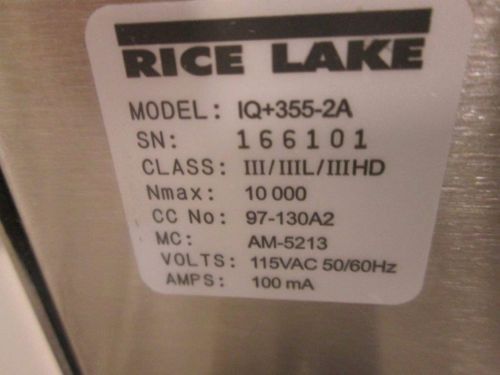 RICE LAKE
MODEL: IQ+355-2A
SN: 166101
CLASS: III/IIIL/IIIHD
Nmax: 10 000
CC No: 97-130A2
MC: AM-5213
VOLTS: 115VAC 50/60Hz
AMPS: 100 mA